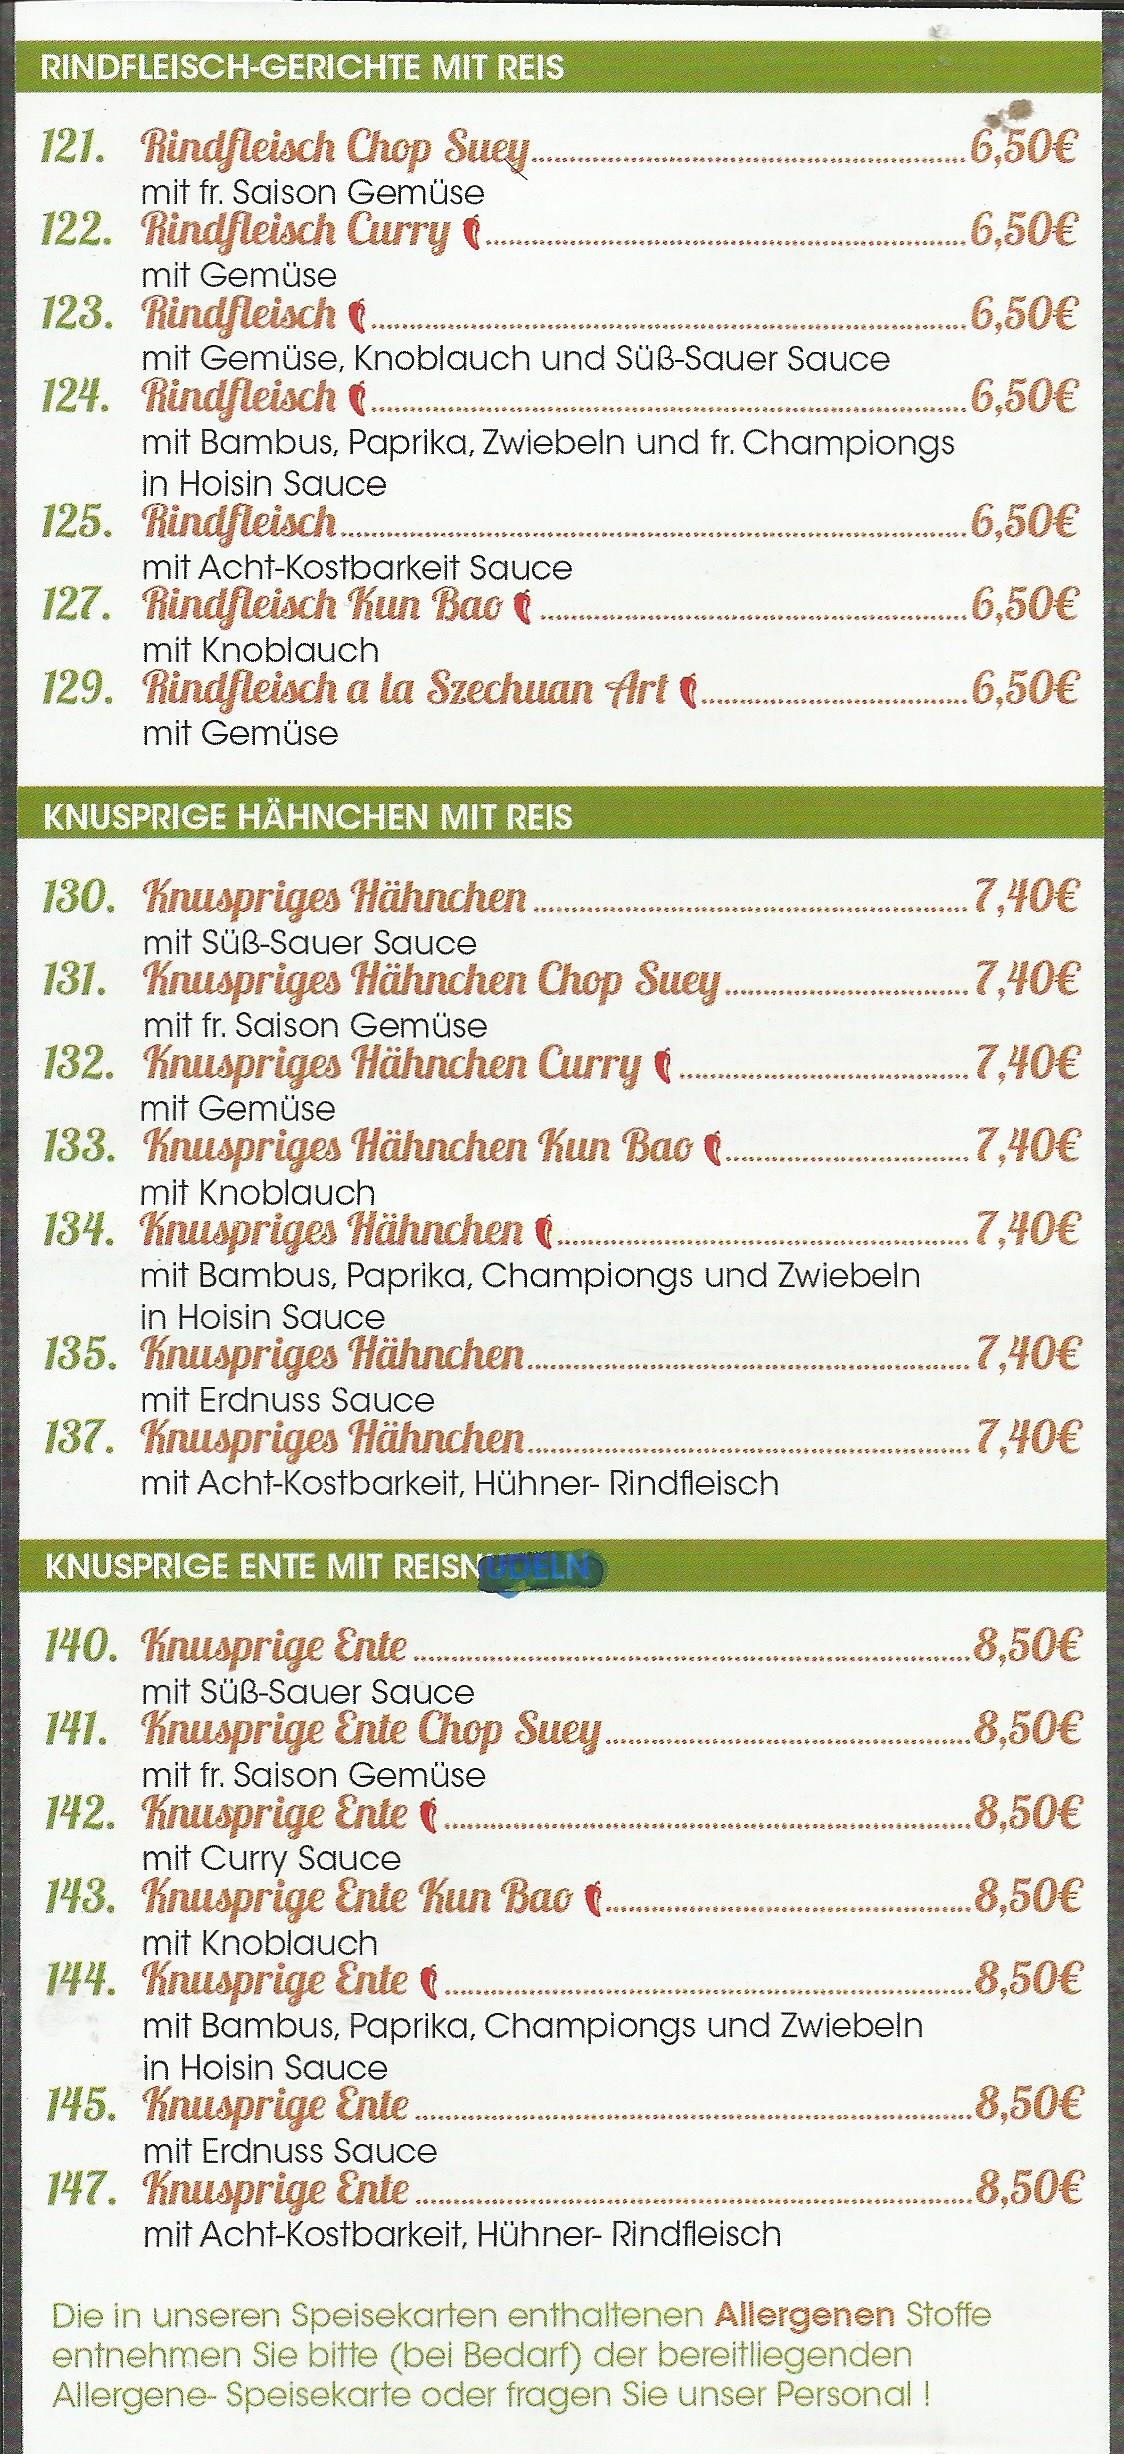 RINDFLEISCH-GERICHTE MIT REIS
121. Rindfleisch Chop Suey 6,50€
mit fr. Saison Gemüse
122. Rindfleisch Curry 6,50€
mit Gemüse
123. Rindfleisch 6,50€
mit Gemüse, Knoblauch und Süß-Sauer Sauce
124. Rindfleisch 6,50€
mit Bambus, Paprika, Zwiebeln und fr. Championgs
in Hoisin Sauce
125. Rindfleisch 6,50€
mit Acht-Kostbarkeit Sauce
127. Rindfleisch Kun Bao 6,50€
mit Knoblauch
129. Rindfleisch a la Szechuan Art 6,50€
mit Gemüse
KNUSPRIGE HÄHNCHEN MIT REIS
130. Knuspriges Hähnchen 7,40€
mit Süß-Sauer Sauce
131. Knuspriges Hähnchen Chop Suey 7,40€
mit fr. Saison Gemüse
132. Knuspriges Hähnchen Curry 7,40€
mit Gemüse
133. Knuspriges Hähnchen Kun Bao 7,40€
mit Knoblauch
134. Knuspriges Hähnchen 7,40€
mit Bambus, Paprika, Championgs und Zwiebeln
in Hoisin Sauce
135. Knuspriges Hähnchen 7,40€
mit Erdnuss Sauce
137. Knuspriges Hähnchen 7,40€
mit Acht-Kostbarkeit, Hühner- Rindfleisch
KNUSPRIGE ENTE MIT REISNUDELN
140. Knusprige Ente 8,50€
mit Süß-Sauer Sauce
141. Knusprige Ente Chop Suey 8,50€
mit fr. Saison Gemüse
142. Knusprige Ente 8,50€
mit Curry Sauce
143. Knusprige Ente Kun Bao 8,50€
mit Knoblauch
144. Knusprige Ente 8,50€
mit Bambus, Paprika, Championgs und Zwiebeln
in Hoisin Sauce
145. Knusprige Ente 8,50€
mit Erdnuss Sauce
147. Knusprige Ente 8,50€
mit Acht-Kostbarkeit, Hühner- Rindfleisch
Die in unseren Speisekarten enthaltenen Allergenen Stoffe
entnehmen Sie bitte (bei Bedarf) der bereitliegenden
Allergene- Speisekarte oder fragen Sie unser Personal !